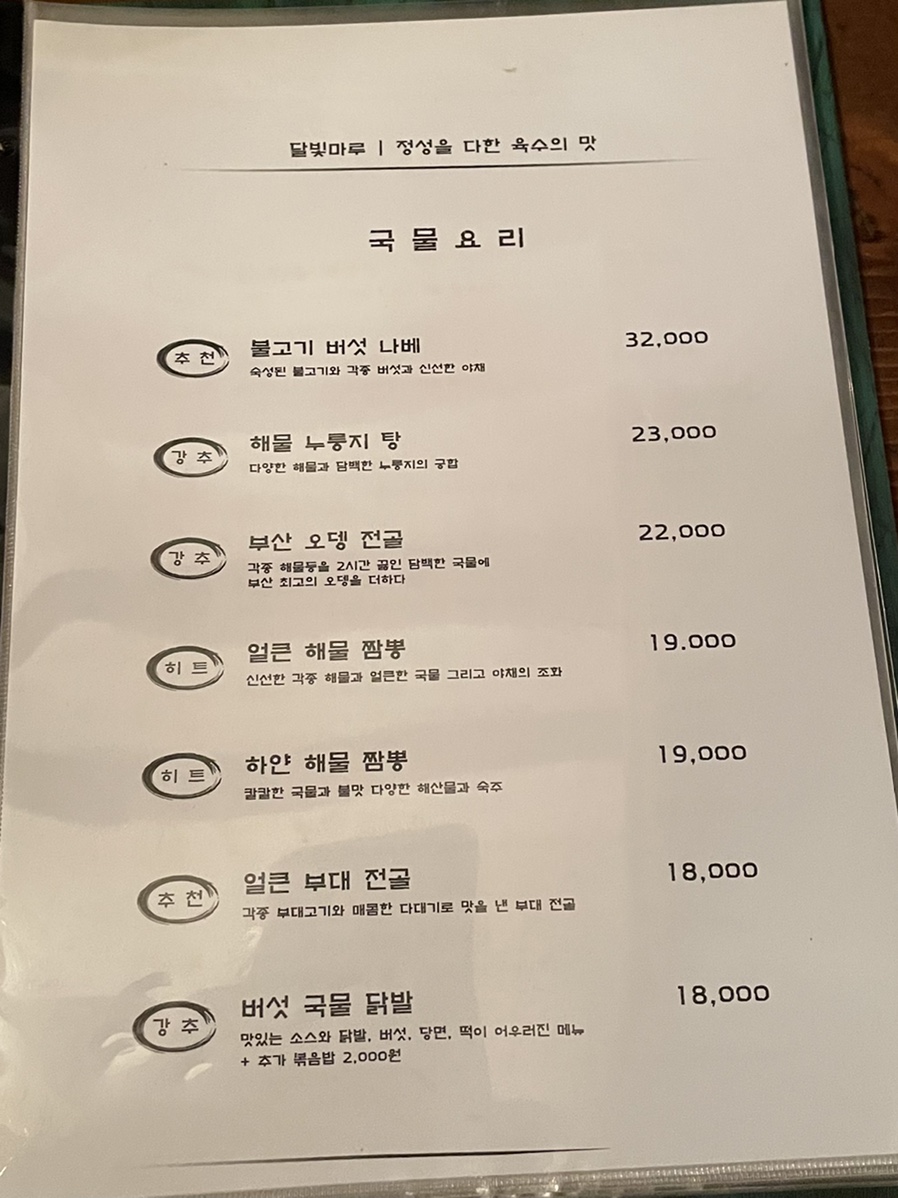 달빛마루 | 정성을 다한 육수의 맛
국물요리
추천 불고기 버섯 나베 32,000
숙성된 불고기와 각종 버섯과 신선한 야채
강추 해물 누룽지 탕 23,000
다양한 해물과 담백한 누룽지의 궁합
강추 부산 오뎅 전골 22,000
각종 해물등을 2시간 끓인 담백한 국물에
부산 최고의 오뎅을 더하다
히트 얼큰 해물 짬뽕 19.000
신선한 각종 해물과 얼큰한 국물 그리고 야채의 조화
히트 하얀 해물 짬뽕 19,000
칼칼한 국물과 불맛 다양한 해산물과 숙주
추천 얼큰 부대 전골 18,000
각종 부대고기와 매콤한 다대기로 맛을 낸 부대 전골
강추 버섯 국물 닭발 18,000
맛있는 소스와 닭발, 버섯, 당면, 떡이 어우러진 메뉴
+ 추가 볶음밥 2,000원